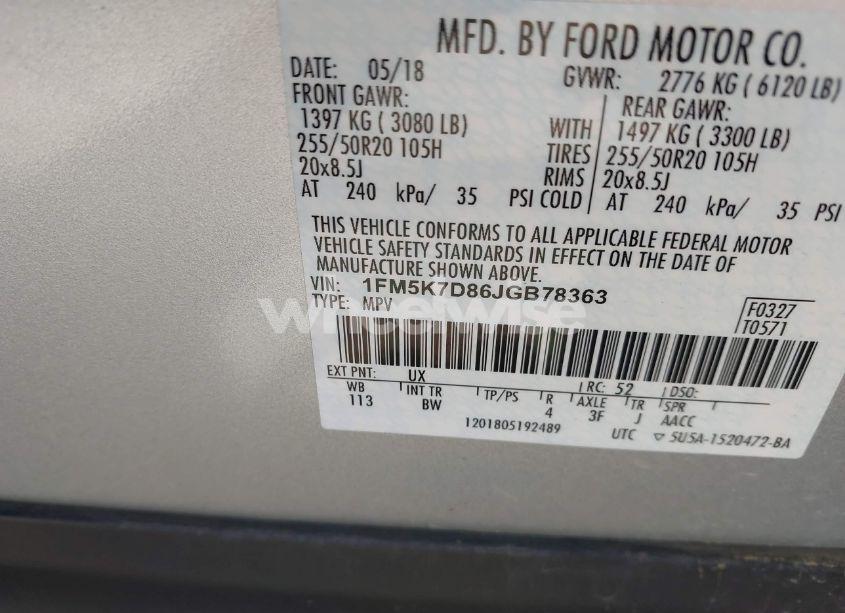 MFD. BY FORD MOTOR CO.
DATE: 05/18 GVWR: 2776 KG ( 6120 LB)
FRONT GAWR: REAR GAWR:
1397 KG ( 3080 LB) WITH 1497 KG ( 3300 LB)
255/50R20 105H TIRES 255/50R20 105H
20x8.5J RIMS 20x8.5J
AT 240 kPa/ 35 PSI COLD AT 240 kPa/ 35 PSI
THIS VEHICLE CONFORMS TO ALL APPLICABLE FEDERAL MOTOR
VEHICLE SAFETY STANDARDS IN EFFECT ON THE DATE OF
MANUFACTURE SHOWN ABOVE.
VIN: 1FM5K7D86JGB78363
TYPE: MPV
F0327
T0571
wheelwise
EXT PNT: UX RC: 52 DSO:
WB INT TR TP/PS R AXLE TR SPR
113 BW 4 3F J AACC
1201805192489 UTC ▽ 5U5A-1520472-BA